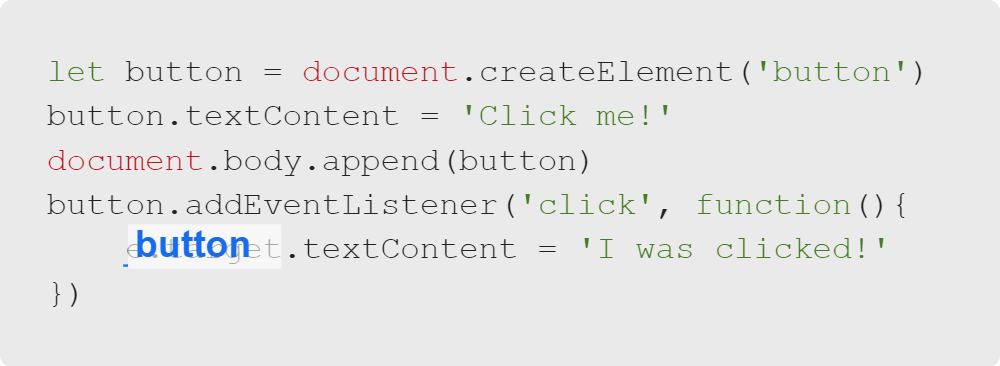 let button = document.createElement('button')
button.textContent = 'Click me!'
document.body.append(button)
button.addEventListener('click', function(){
    button.textContent = 'I was clicked!'
})